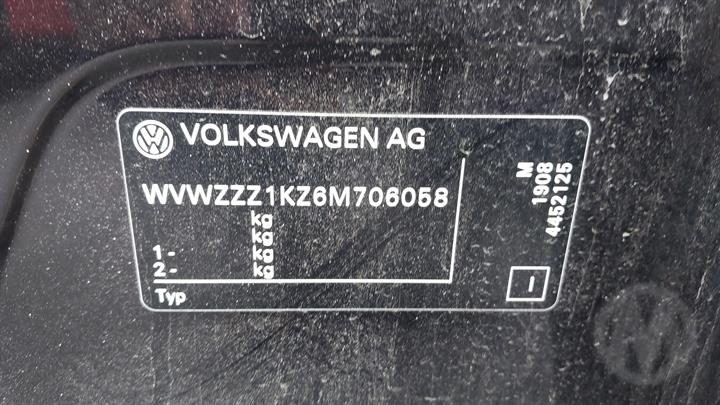 VOLKSWAGEN AG
WVWZZZ1KZ6M706058
kg
kg
1- kg
2- kg
Typ
M
1908
4452125
I